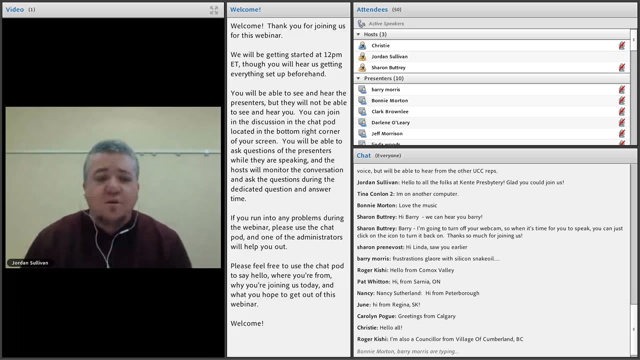 Video (1)
Jordan Sullivan
Welcome!
Welcome! Thank you for joining us
for this webinar.
We will be getting started at 12pm
ET, though you will hear us getting
everything set up beforehand.
You will be able to see and hear the
presenters, but they will not be able
to see and hear you. You can join
in the discussion in the chat pod
located in the bottom right corner
of your screen. You will be able to
ask questions of the presenters
while they are speaking, and the
hosts will monitor the conversation
and ask the questions during the
dedicated question and answer
time.
If you run into any problems during
the webinar, please use the chat
pod, and one of the administrators
will help you out.
Please feel free to use the chat pod
to say hello, where you're from,
why you're joining us today, and
what you hope to get out of this
webinar.
Welcome!
Attendees (50)
Active Speakers
Hosts (3)
Christie
Jordan Sullivan
Sharon Buttrey
Presenters (10)
barry morris
Bonnie Morton
Clark Brownlee
Darlene O'Leary
Jeff Morrison
Chat (Everyone)
voice, but will be able to hear from the other UCC reps.
Jordan Sullivan: Hello to all the folks at Kente Presbytery! Glad you could join us!
Tina Conlon 2: Im on another computer.
Bonnie Morton: Love the music
Sharon Buttrey: Hi Barry - we can hear you barry!
Sharon Buttrey: Barry - I'm going to turn off your webcam, so when it's time for you to speak, you can just
click on the icon to turn it back on. Thanks so much for joining us!
sharon prenevost: Hi Linda, saw you earlier
barry morris: frustrations glaore with silicon snakeoil....
Roger Kishi: Hello from Comox Valley
Pat Whitton: Hi, from Sarnia, ON
Nancy: Nancy Sutherland: Hi from Peterborough
June: hi from Regina, SK!
Carolyn Pogue: Greetings from Calgary
Christie: Hello all!
Roger Kishi: I'm also a Councillor from Village Of Cumberland, BC
Bonnie Morton, barry morris are typing...